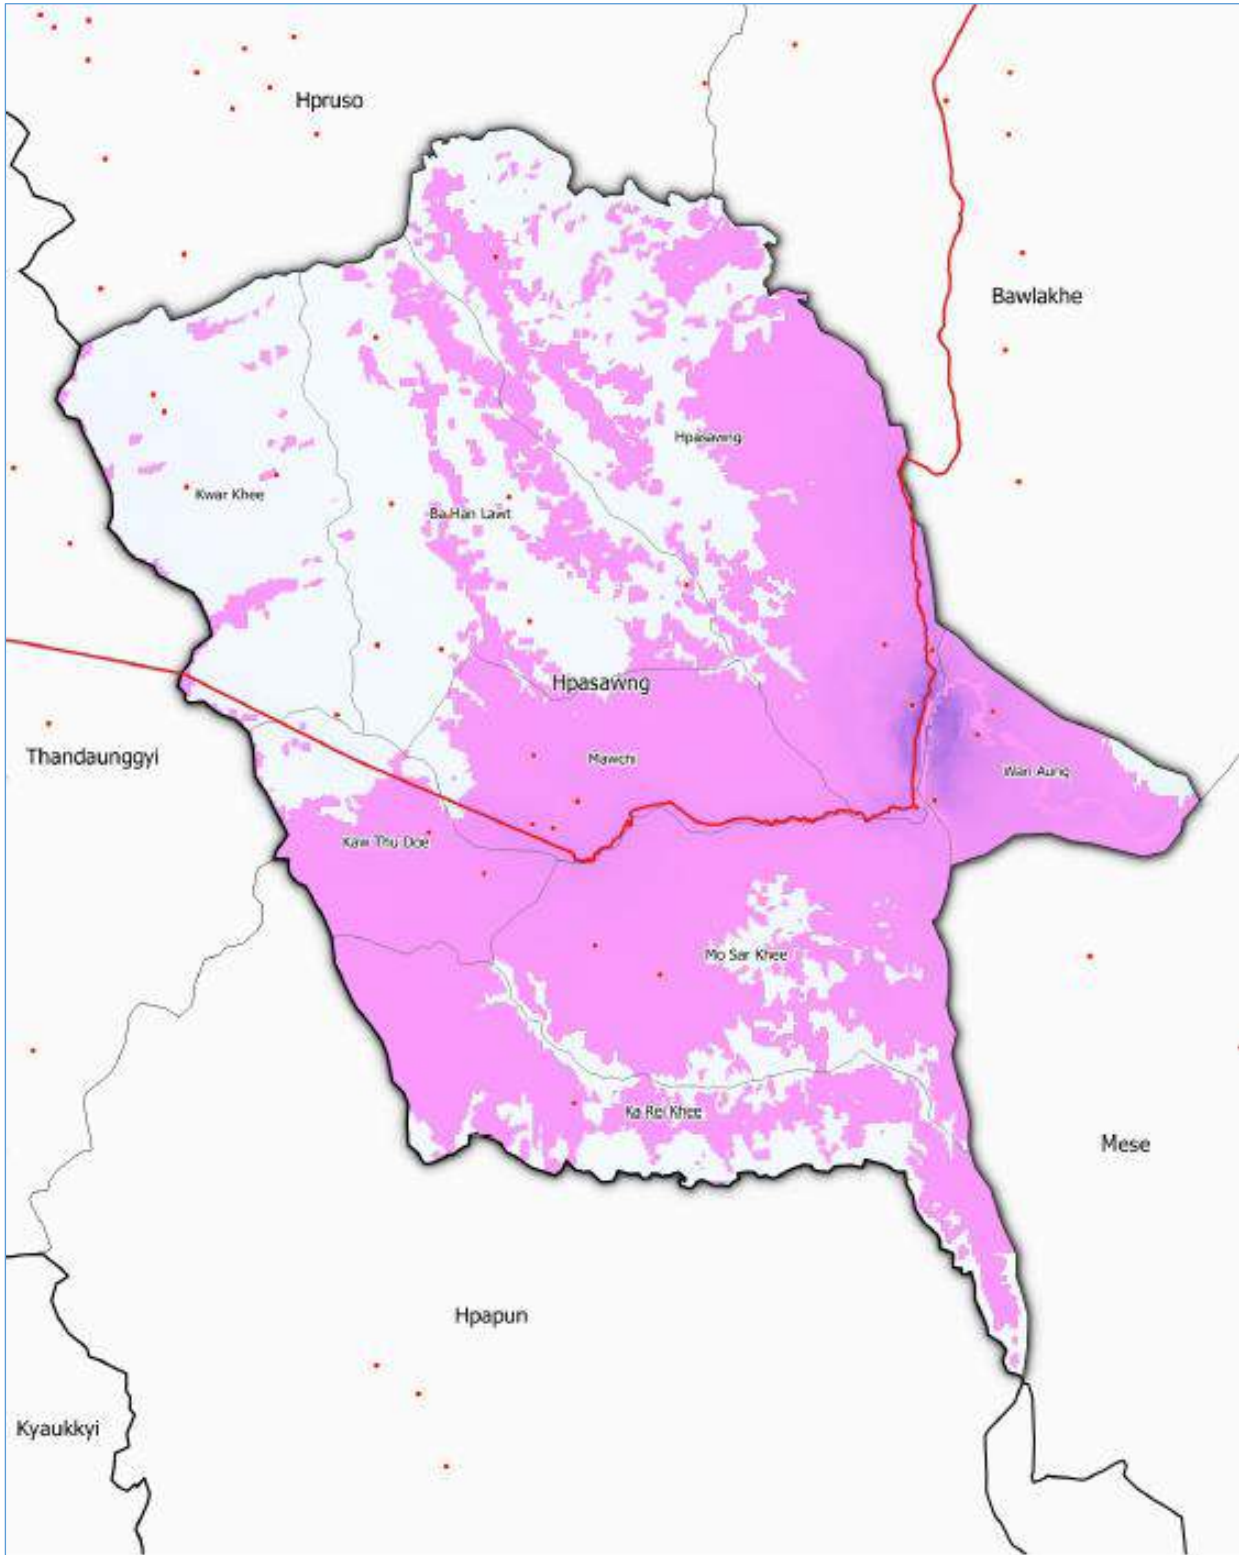 Hpruso
Bawlakhe
Hpasawng
Kwar Khee
Ba Han Lawt
Hpasawng
Thandaunggyi
Mawchi
Wan Aung
Kaw Thu Doe
Mo Sar Khee
Ka Rei Khee
Mese
Hpapun
Kyaukkyi